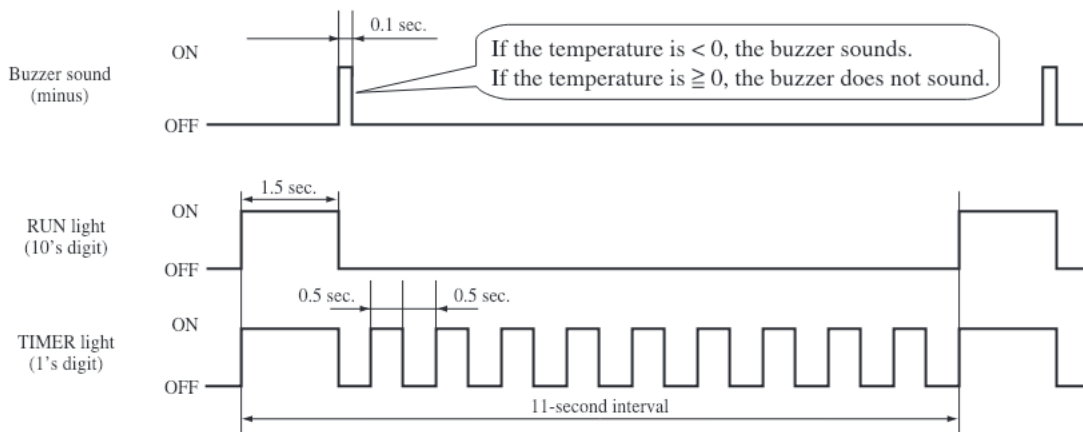 0.1 sec.
ON
If the temperature is < 0, the buzzer sounds.
If the temperature is ≧ 0, the buzzer does not sound.
Buzzer sound
(minus)
OFF
1.5 sec.
ON
RUN light
(10's digit)
OFF
0.5 sec.
0.5 sec.
ON
TIMER light
(1's digit)
OFF
11-second interval